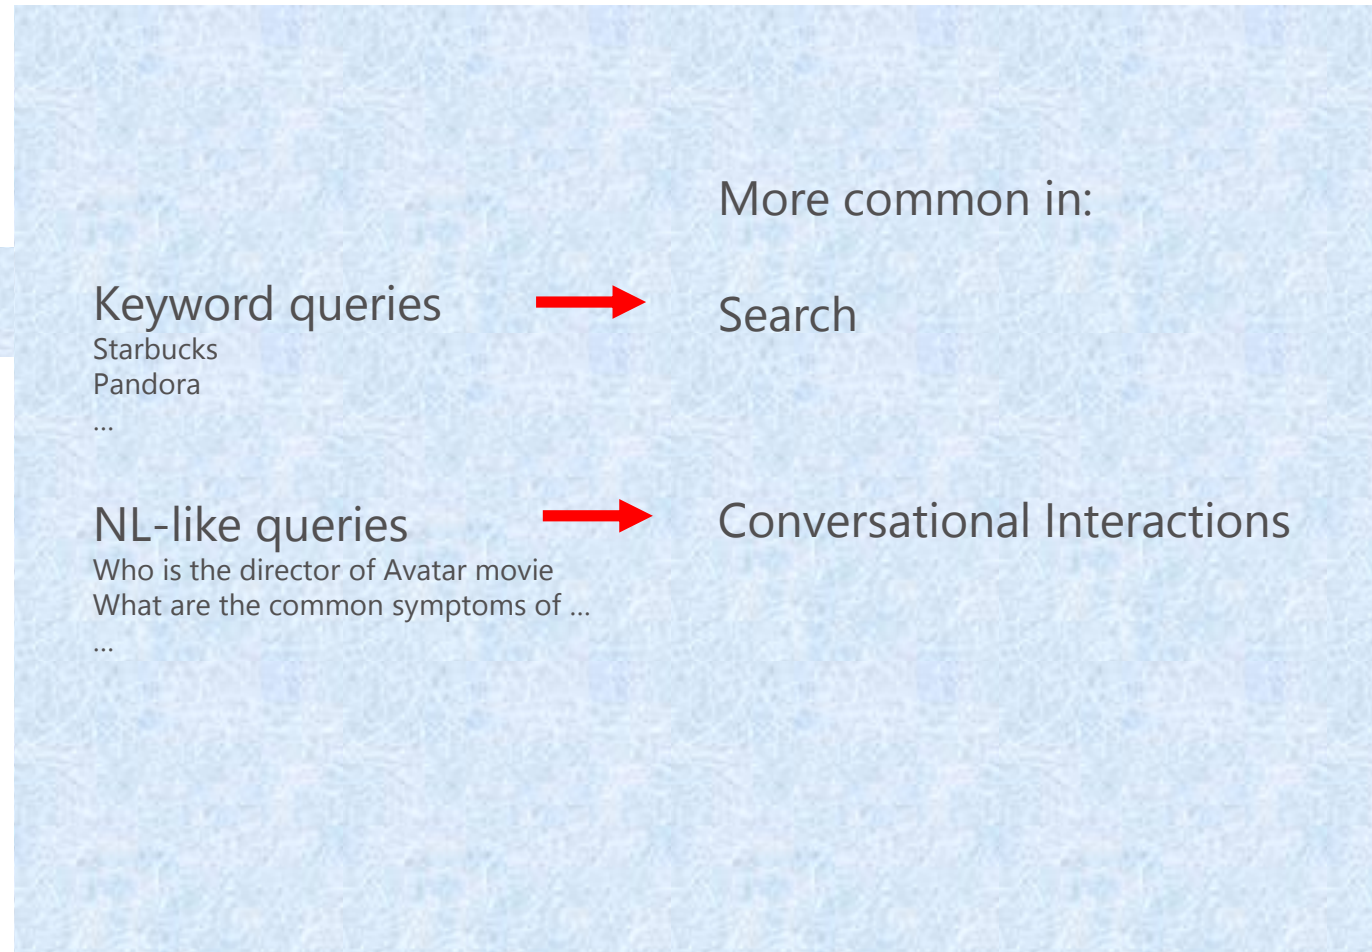 More common in:
Keyword queries
Starbucks
Pandora
...
Search
NL-like queries
Who is the director of Avatar movie
What are the common symptoms of ...
...
Conversational Interactions